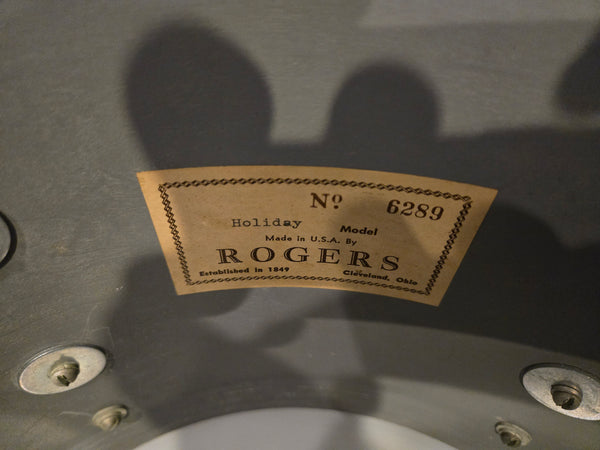 Nº 6289
Holiday Model
Made in U.S.A. By
ROGERS
Established in 1849 Cleveland, Ohio